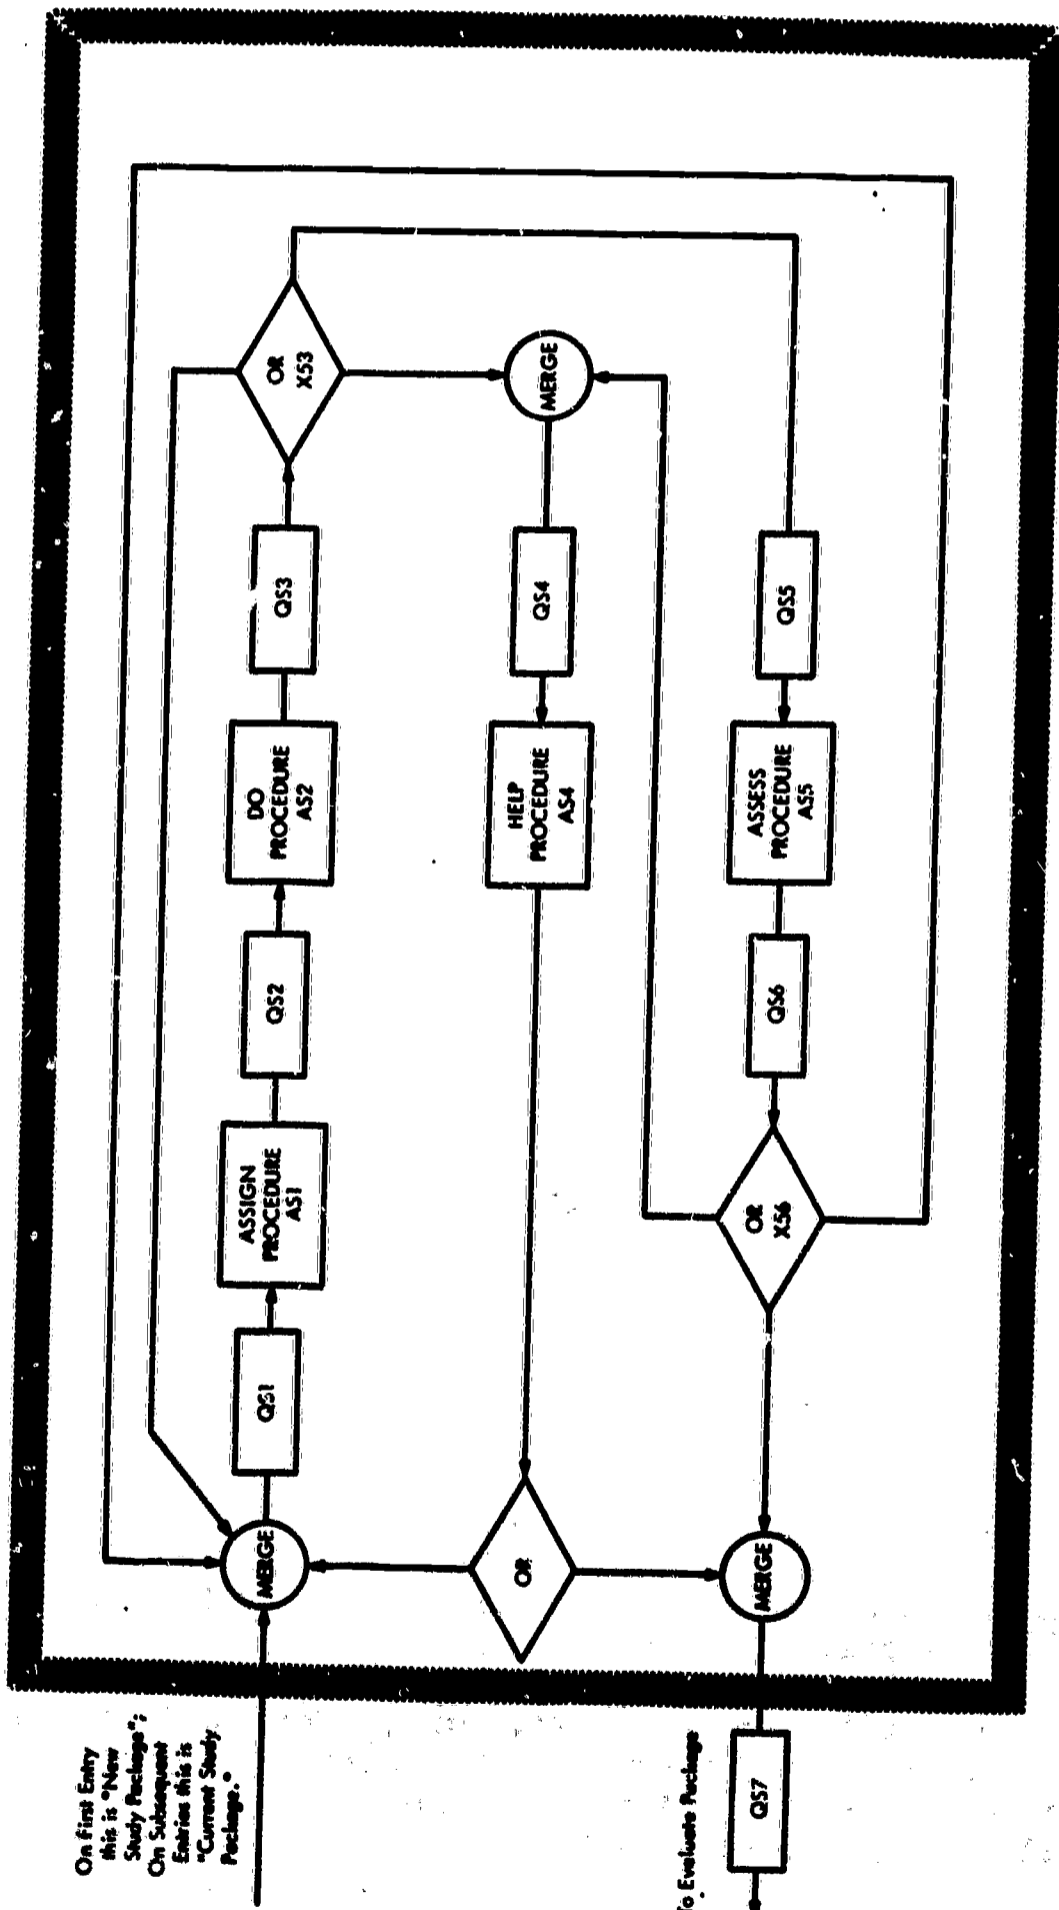 On First Entry
this is "New
Study Package";
On Subsequent
Entries this is
"Current Study
Package."
MERGE
QS1
ASSIGN
PROCEDURE
AS1
QS2
DO
PROCEDURE
AS2
QS3
OR
X53
MERGE
QS4
HELP
PROCEDURE
AS4
OR
QS5
ASSESS
PROCEDURE
AS5
QS6
OR
X56
MERGE
QS7
To Evaluate Package